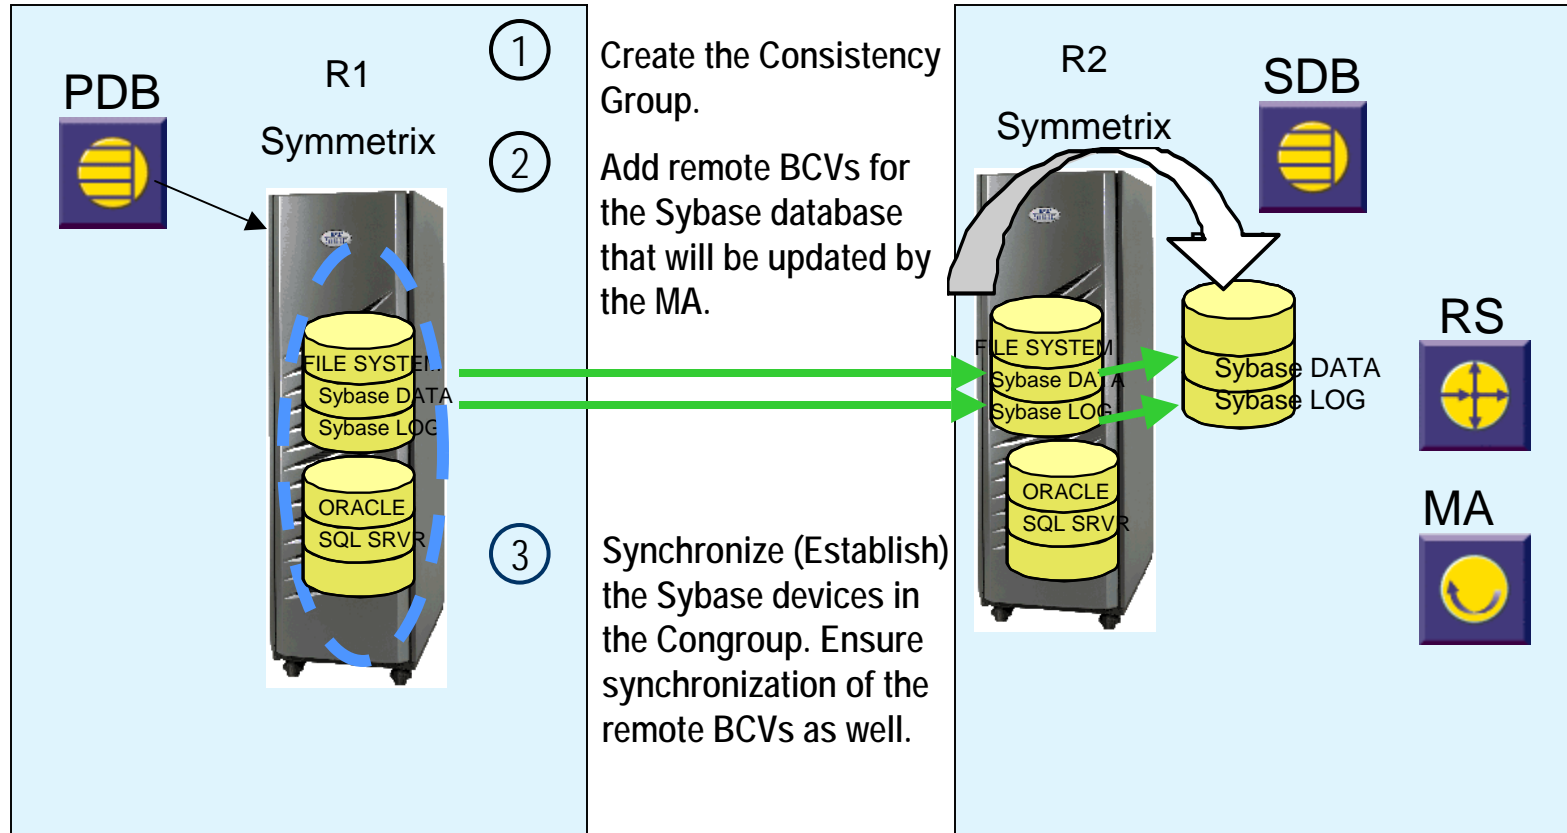 PDB
R1
Symmetrix
FILE SYSTEM
Sybase DATA
Sybase LOG
ORACLE
SQL SRVR
1
Create the Consistency
Group.
2
Add remote BCVs for
the Sybase database
that will be updated by
the MA.
3
Synchronize (Establish)
the Sybase devices in
the Congroup. Ensure
synchronization of the
remote BCVs as well.
R2
Symmetrix
SDB
FILE SYSTEM
Sybase DATA
Sybase LOG
ORACLE
SQL SRVR
Sybase DATA
Sybase LOG
RS
MA